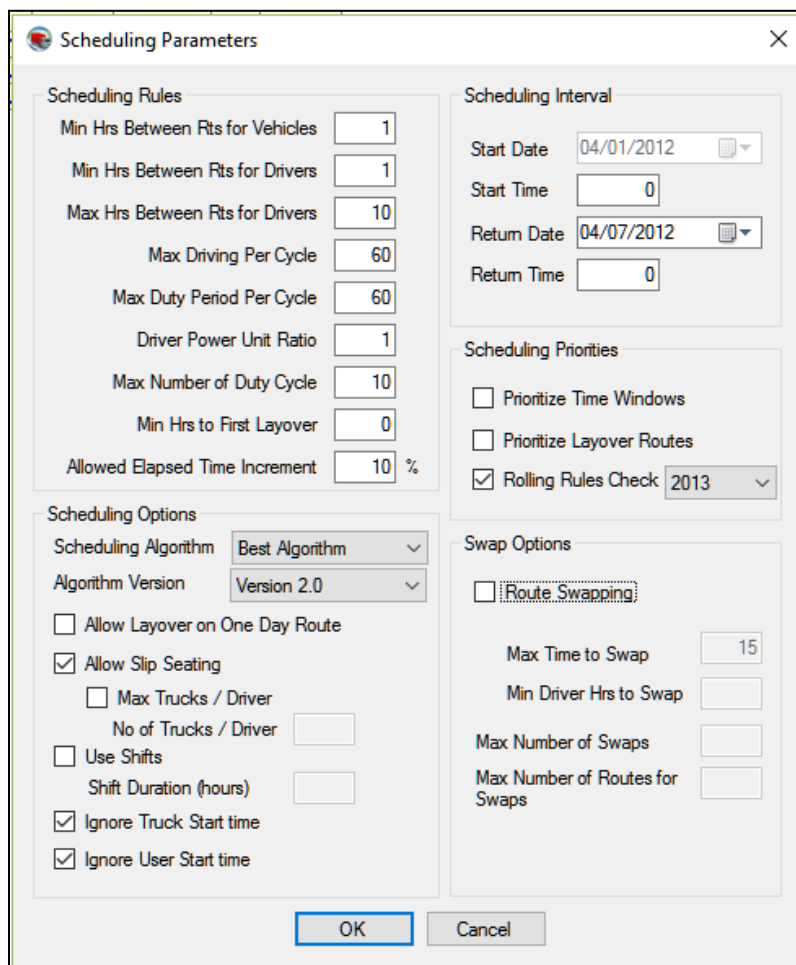 Scheduling Parameters
Scheduling Rules
Min Hrs Between Rts for Vehicles 1
Min Hrs Between Rts for Drivers 1
Max Hrs Between Rts for Drivers 10
Max Driving Per Cycle 60
Max Duty Period Per Cycle 60
Driver Power Unit Ratio 1
Max Number of Duty Cycle 10
Min Hrs to First Layover 0
Allowed Elapsed Time Increment 10 %
Scheduling Options
Scheduling Algorithm Best Algorithm
Algorithm Version Version 2.0
Allow Layover on One Day Route
Allow Slip Seating
Max Trucks / Driver
No of Trucks / Driver
Use Shifts
Shift Duration (hours)
Ignore Truck Start time
Ignore User Start time
Scheduling Interval
Start Date 04/01/2012
Start Time 0
Return Date 04/07/2012
Return Time 0
Scheduling Priorities
Prioritize Time Windows
Prioritize Layover Routes
Rolling Rules Check 2013
Swap Options
Route Swapping
Max Time to Swap 15
Min Driver Hrs to Swap
Max Number of Swaps
Max Number of Routes for
Swaps
OK Cancel